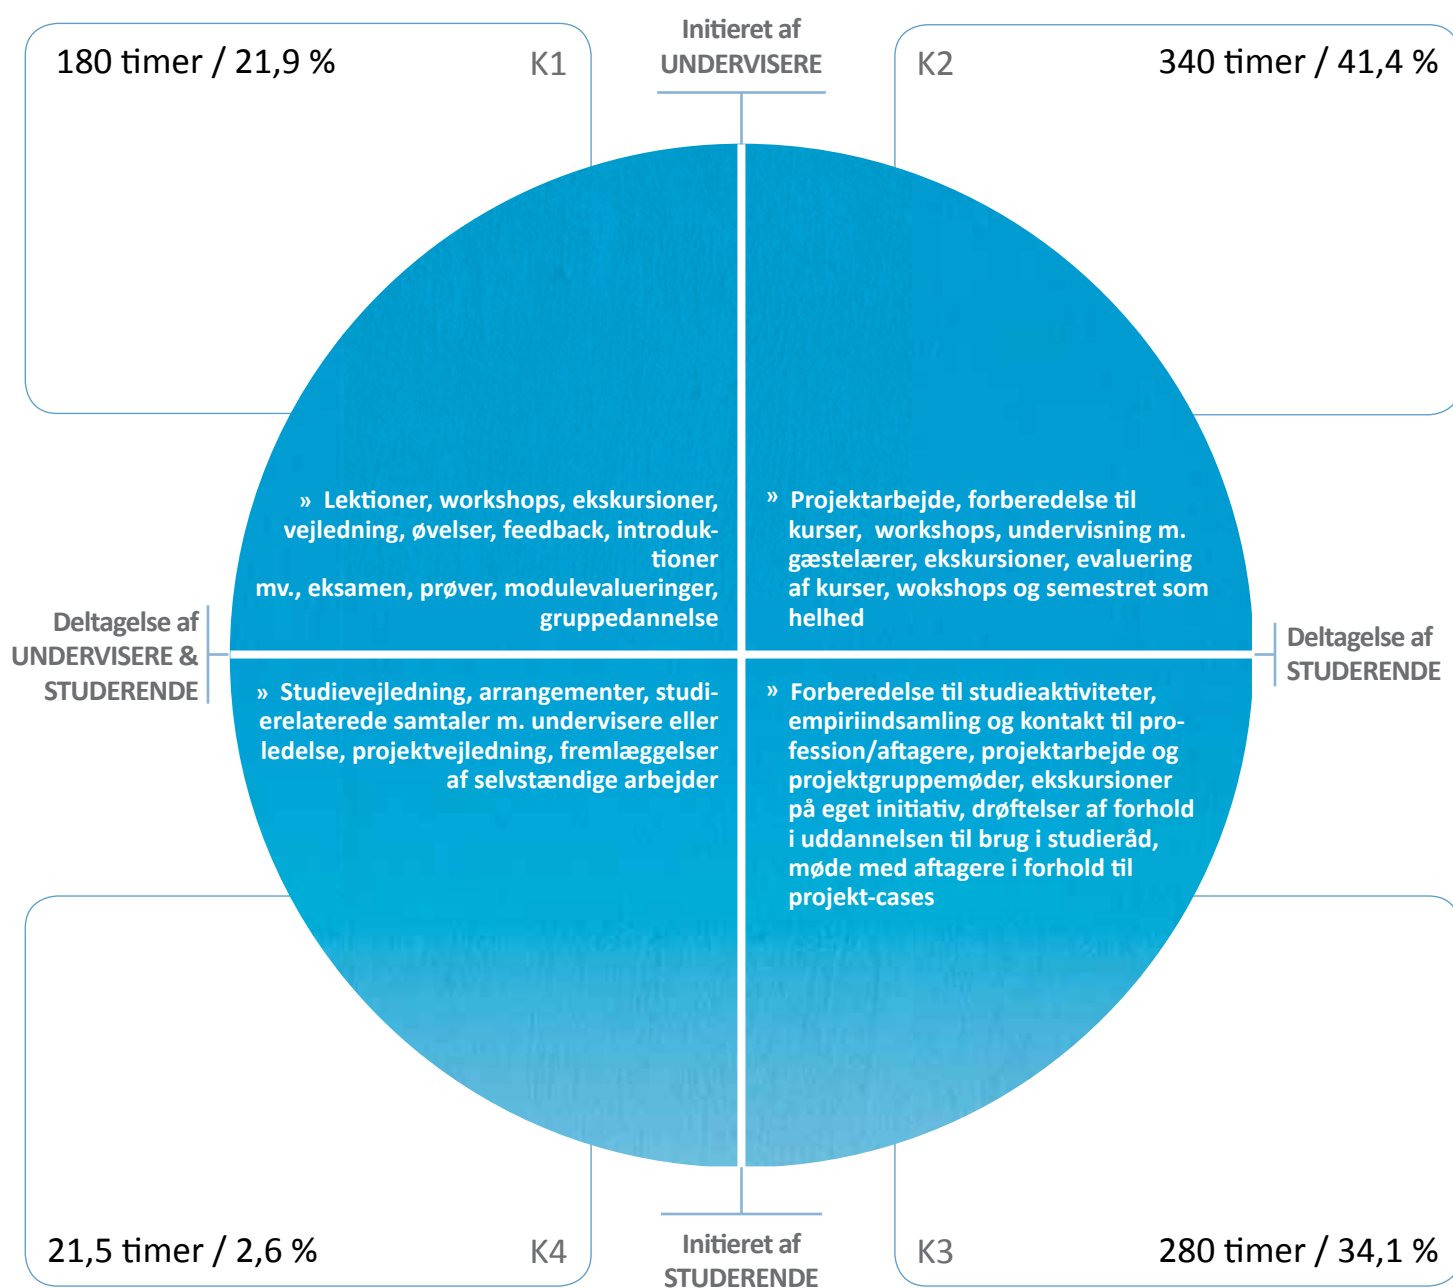 180 timer / 21,9 %
K1
Initieret af
UNDERVISERE
K2
340 timer / 41,4 %
» Lektioner, workshops, ekskursioner,
vejledning, øvelser, feedback, introduk-
tioner
mv., eksamen, prøver, modulevalueringer,
gruppedannelse
» Projektarbejde, forberedelse til
kurser, workshops, undervisning m.
gæstelærer, ekskursioner, evaluering
af kurser, wokshops og semestret som
helhed
Deltagelse af
UNDERVISERE &
STUDERENDE
Deltagelse af
STUDERENDE
» Studievejledning, arrangementer, studi-
erelaterede samtaler m. undervisere eller
ledelse, projektvejledning, fremlæggelser
af selvstændige arbejder
» Forberedelse til studieaktiviteter,
empiriindsamling og kontakt til pro-
fession/aftagere, projektarbejde og
projektgruppemøder, ekskursioner
på eget initiativ, drøftelser af forhold
i uddannelsen til brug i studieråd,
møde med aftagere i forhold til
projekt-cases
21,5 timer / 2,6 %
K4
Initieret af
STUDERENDE
K3
280 timer / 34,1 %